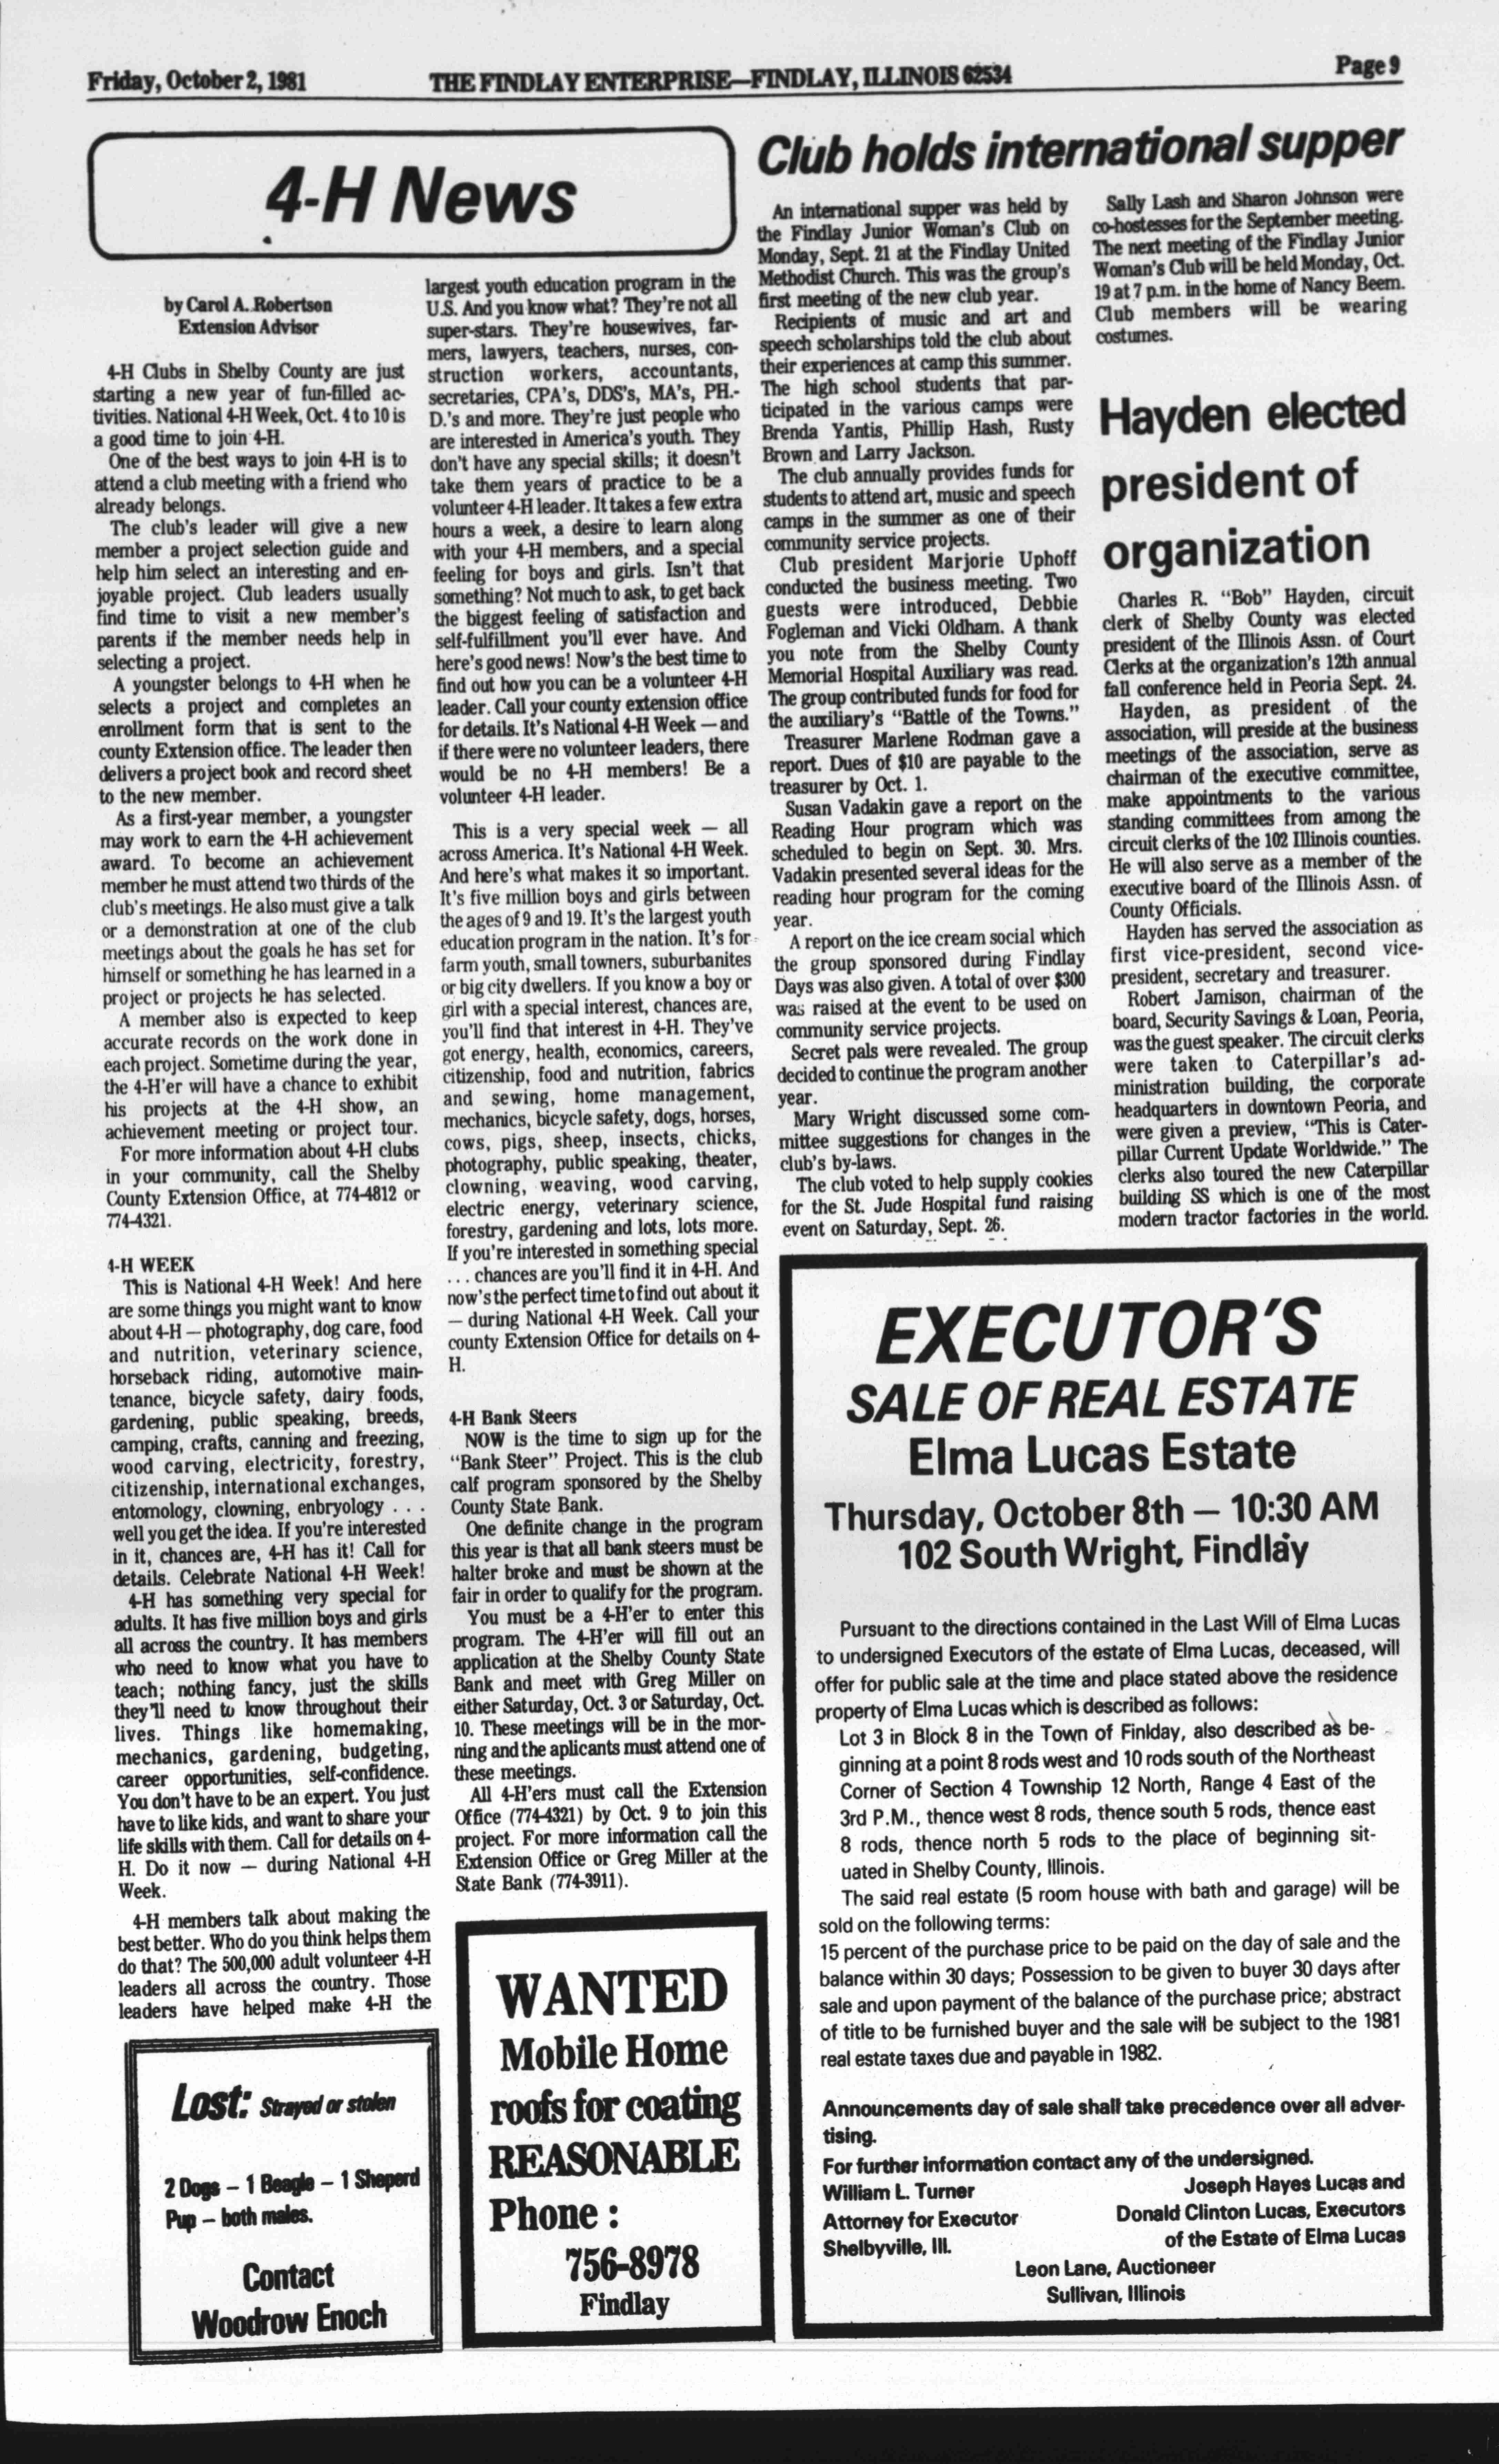 Friday, October 2, 1981
THE FINDLAY ENTERPRISE—FINDLAY, ILLINOIS 62534
Page 9
4-H News
by Carol A. Robertson
Extension Advisor
4-H Clubs in Shelby County are just
starting a new year of fun-filled ac-
tivities. National 4-H Week, Oct. 4 to 10 is
a good time to join 4-H.
One of the best ways to join 4-H is to
attend a club meeting with a friend who
already belongs.
The club's leader will give a new
member a project selection guide and
help him select an interesting and en-
joyable project. Club leaders usually
find time to visit a new member's
parents if the member needs help in
selecting a project.
A youngster belongs to 4-H when he
selects a project and completes an
enrollment form that is sent to the
county Extension office. The leader then
delivers a project book and record sheet
to the new member.
As a first-year member, a youngster
may work to earn the 4-H achievement
award. To become an achievement
member he must attend two thirds of the
club's meetings. He also must give a talk
or a demonstration at one of the club
meetings about the goals he has set for
himself or something he has learned in a
project or projects he has selected.
A member also is expected to keep
accurate records on the work done in
each project. Sometime during the year,
the 4-H'er will have a chance to exhibit
his projects at the 4-H show, an
achievement meeting or project tour.
For more information about 4-H clubs
in your community, call the Shelby
County Extension Office, at 774-4812 or
774-4321.
4-H WEEK
This is National 4-H Week! And here
are some things you might want to know
about 4-H — photography, dog care, food
and nutrition, veterinary science,
horseback riding, automotive main-
tenance, bicycle safety, dairy foods,
gardening, public speaking, breeds,
camping, crafts, canning and freezing,
wood carving, electricity, forestry,
citizenship, international exchanges,
entomology, clowning, enbryology . . .
well you get the idea. If you're interested
in it, chances are, 4-H has it! Call for
details. Celebrate National 4-H Week!
4-H has something very special for
adults. It has five million boys and girls
all across the country. It has members
who need to know what you have to
teach; nothing fancy, just the skills
they'll need to know throughout their
lives. Things like homemaking,
mechanics, gardening, budgeting,
career opportunities, self-confidence.
You don't have to be an expert. You just
have to like kids, and want to share your
life skills with them. Call for details on 4-
H. Do it now — during National 4-H
Week.
4-H members talk about making the
best better. Who do you think helps them
do that? The 500,000 adult volunteer 4-H
leaders all across the country. Those
leaders have helped make 4-H the
largest youth education program in the
U.S. And you know what? They're not all
super-stars. They're housewives, far-
mers, lawyers, teachers, nurses, con-
struction workers, accountants,
secretaries, CPA's, DDS's, MA's, PH.-
D.'s and more. They're just people who
are interested in America's youth. They
don't have any special skills; it doesn't
take them years of practice to be a
volunteer 4-H leader. It takes a few extra
hours a week, a desire to learn along
with your 4-H members, and a special
feeling for boys and girls. Isn't that
something? Not much to ask, to get back
the biggest feeling of satisfaction and
self-fulfillment you'll ever have. And
here's good news! Now's the best time to
find out how you can be a volunteer 4-H
leader. Call your county extension office
for details. It's National 4-H Week — and
if there were no volunteer leaders, there
would be no 4-H members! Be a
volunteer 4-H leader.
This is a very special week — all
across America. It's National 4-H Week.
And here's what makes it so important.
It's five million boys and girls between
the ages of 9 and 19. It's the largest youth
education program in the nation. It's for
farm youth, small towners, suburbanites
or big city dwellers. If you know a boy or
girl with a special interest, chances are,
you'll find that interest in 4-H. They've
got energy, health, economics, careers,
citizenship, food and nutrition, fabrics
and sewing, home management,
mechanics, bicycle safety, dogs, horses,
cows, pigs, sheep, insects, chicks,
photography, public speaking, theater,
clowning, weaving, wood carving,
electric energy, veterinary science,
forestry, gardening and lots, lots more.
If you're interested in something special
. . . chances are you'll find it in 4-H. And
now's the perfect time to find out about it
— during National 4-H Week. Call your
county Extension Office for details on 4-
H.
4-H Bank Steers
NOW is the time to sign up for the
"Bank Steer" Project. This is the club
calf program sponsored by the Shelby
County State Bank.
One definite change in the program
this year is that all bank steers must be
halter broke and must be shown at the
fair in order to qualify for the program.
You must be a 4-H'er to enter this
program. The 4-H'er will fill out an
application at the Shelby County State
Bank and meet with Greg Miller on
either Saturday, Oct. 3 or Saturday, Oct.
10. These meetings will be in the mor-
ning and the aplicants must attend one of
these meetings.
All 4-H'ers must call the Extension
Office (774-4321) by Oct. 9 to join this
project. For more information call the
Extension Office or Greg Miller at the
State Bank (774-3911).
Club holds international supper
An international supper was held by
the Findlay Junior Woman's Club on
Monday, Sept. 21 at the Findlay United
Methodist Church. This was the group's
first meeting of the new club year.
Recipients of music and art and
speech scholarships told the club about
their experiences at camp this summer.
The high school students that par-
ticipated in the various camps were
Brenda Yantis, Phillip Hash, Rusty
Brown and Larry Jackson.
The club annually provides funds for
students to attend art, music and speech
camps in the summer as one of their
community service projects.
Club president Marjorie Uphoff
conducted the business meeting. Two
guests were introduced, Debbie
Fogleman and Vicki Oldham. A thank
you note from the Shelby County
Memorial Hospital Auxiliary was read.
The group contributed funds for food for
the auxiliary's "Battle of the Towns."
Treasurer Marlene Rodman gave a
report. Dues of $10 are payable to the
treasurer by Oct. 1.
Susan Vadakin gave a report on the
Reading Hour program which was
scheduled to begin on Sept. 30. Mrs.
Vadakin presented several ideas for the
reading hour program for the coming
year.
A report on the ice cream social which
the group sponsored during Findlay
Days was also given. A total of over $300
was raised at the event to be used on
community service projects.
Secret pals were revealed. The group
decided to continue the program another
year.
Mary Wright discussed some com-
mittee suggestions for changes in the
club's by-laws.
The club voted to help supply cookies
for the St. Jude Hospital fund raising
event on Saturday, Sept. 26.
Sally Lash and Sharon Johnson were
co-hostesses for the September meeting.
The next meeting of the Findlay Junior
Woman's Club will be held Monday, Oct.
19 at 7 p.m. in the home of Nancy Beem.
Club members will be wearing
costumes.
Hayden elected
president of
organization
Charles R. "Bob" Hayden, circuit
clerk of Shelby County was elected
president of the Illinois Assn. of Court
Clerks at the organization's 12th annual
fall conference held in Peoria Sept. 24.
Hayden, as president of the
association, will preside at the business
meetings of the association, serve as
chairman of the executive committee,
make appointments to the various
standing committees from among the
circuit clerks of the 102 Illinois counties.
He will also serve as a member of the
executive board of the Illinois Assn. of
County Officials.
Hayden has served the association as
first vice-president, second vice-
president, secretary and treasurer.
Robert Jamison, chairman of the
board, Security Savings & Loan, Peoria,
was the guest speaker. The circuit clerks
were taken to Caterpillar's ad-
ministration building, the corporate
headquarters in downtown Peoria, and
were given a preview, "This is Cater-
pillar Current Update Worldwide." The
clerks also toured the new Caterpillar
building SS which is one of the most
modern tractor factories in the world.
Lost: Strayed or stolen
2 Dogs – 1 Beagle – 1 Sheperd
Pup – both males.
Contact
Woodrow Enoch
WANTED
Mobile Home
roofs for coating
REASONABLE
Phone :
756-8978
Findlay
EXECUTOR'S
SALE OF REAL ESTATE
Elma Lucas Estate
Thursday, October 8th — 10:30 AM
102 South Wright, Findlay
Pursuant to the directions contained in the Last Will of Elma Lucas
to undersigned Executors of the estate of Elma Lucas, deceased, will
offer for public sale at the time and place stated above the residence
property of Elma Lucas which is described as follows:
Lot 3 in Block 8 in the Town of Finlday, also described as be-
ginning at a point 8 rods west and 10 rods south of the Northeast
Corner of Section 4 Township 12 North, Range 4 East of the
3rd P.M., thence west 8 rods, thence south 5 rods, thence east
8 rods, thence north 5 rods to the place of beginning sit-
uated in Shelby County, Illinois.
The said real estate (5 room house with bath and garage) will be
sold on the following terms:
15 percent of the purchase price to be paid on the day of sale and the
balance within 30 days; Possession to be given to buyer 30 days after
sale and upon payment of the balance of the purchase price; abstract
of title to be furnished buyer and the sale will be subject to the 1981
real estate taxes due and payable in 1982.
Announcements day of sale shall take precedence over all adver-
tising.
For further information contact any of the undersigned.
William L. Turner
Attorney for Executor
Shelbyville, Ill.
Joseph Hayes Lucas and
Donald Clinton Lucas, Executors
of the Estate of Elma Lucas
Leon Lane, Auctioneer
Sullivan, Illinois